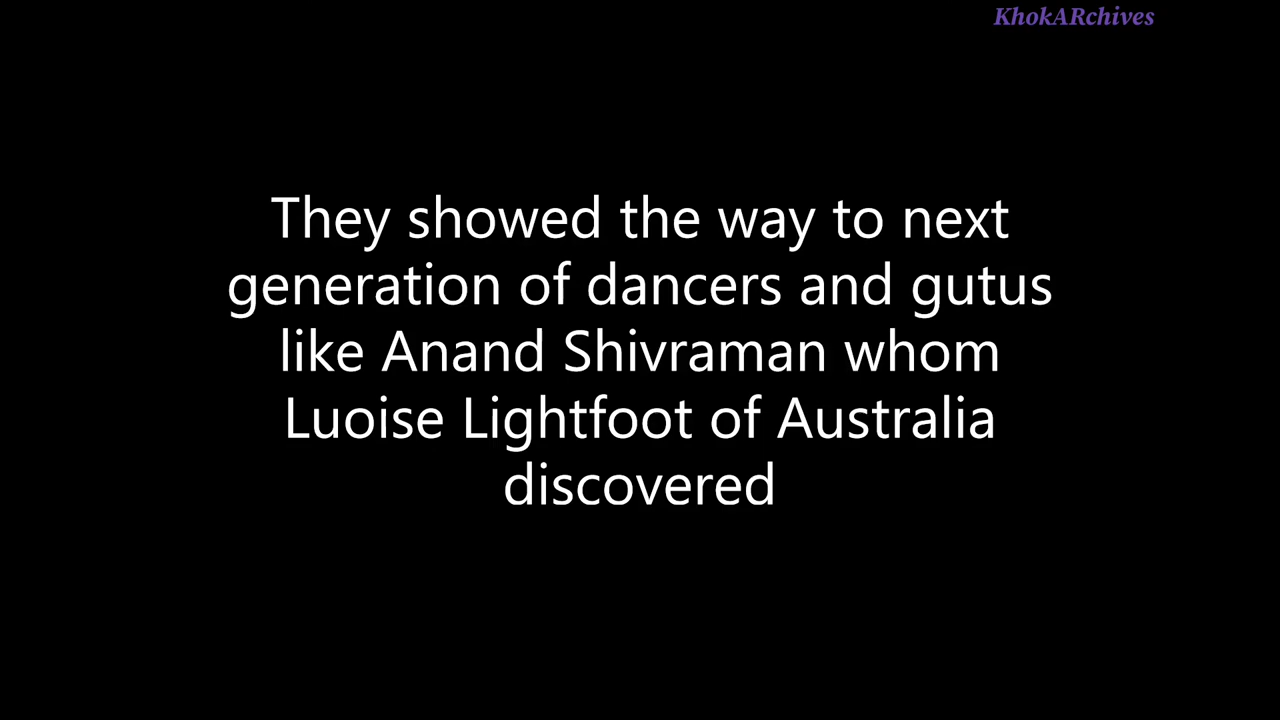 KhokARchives
They showed the way to next
generation of dancers and gutus
like Anand Shivraman whom
Luoise Lightfoot of Australia
discovered